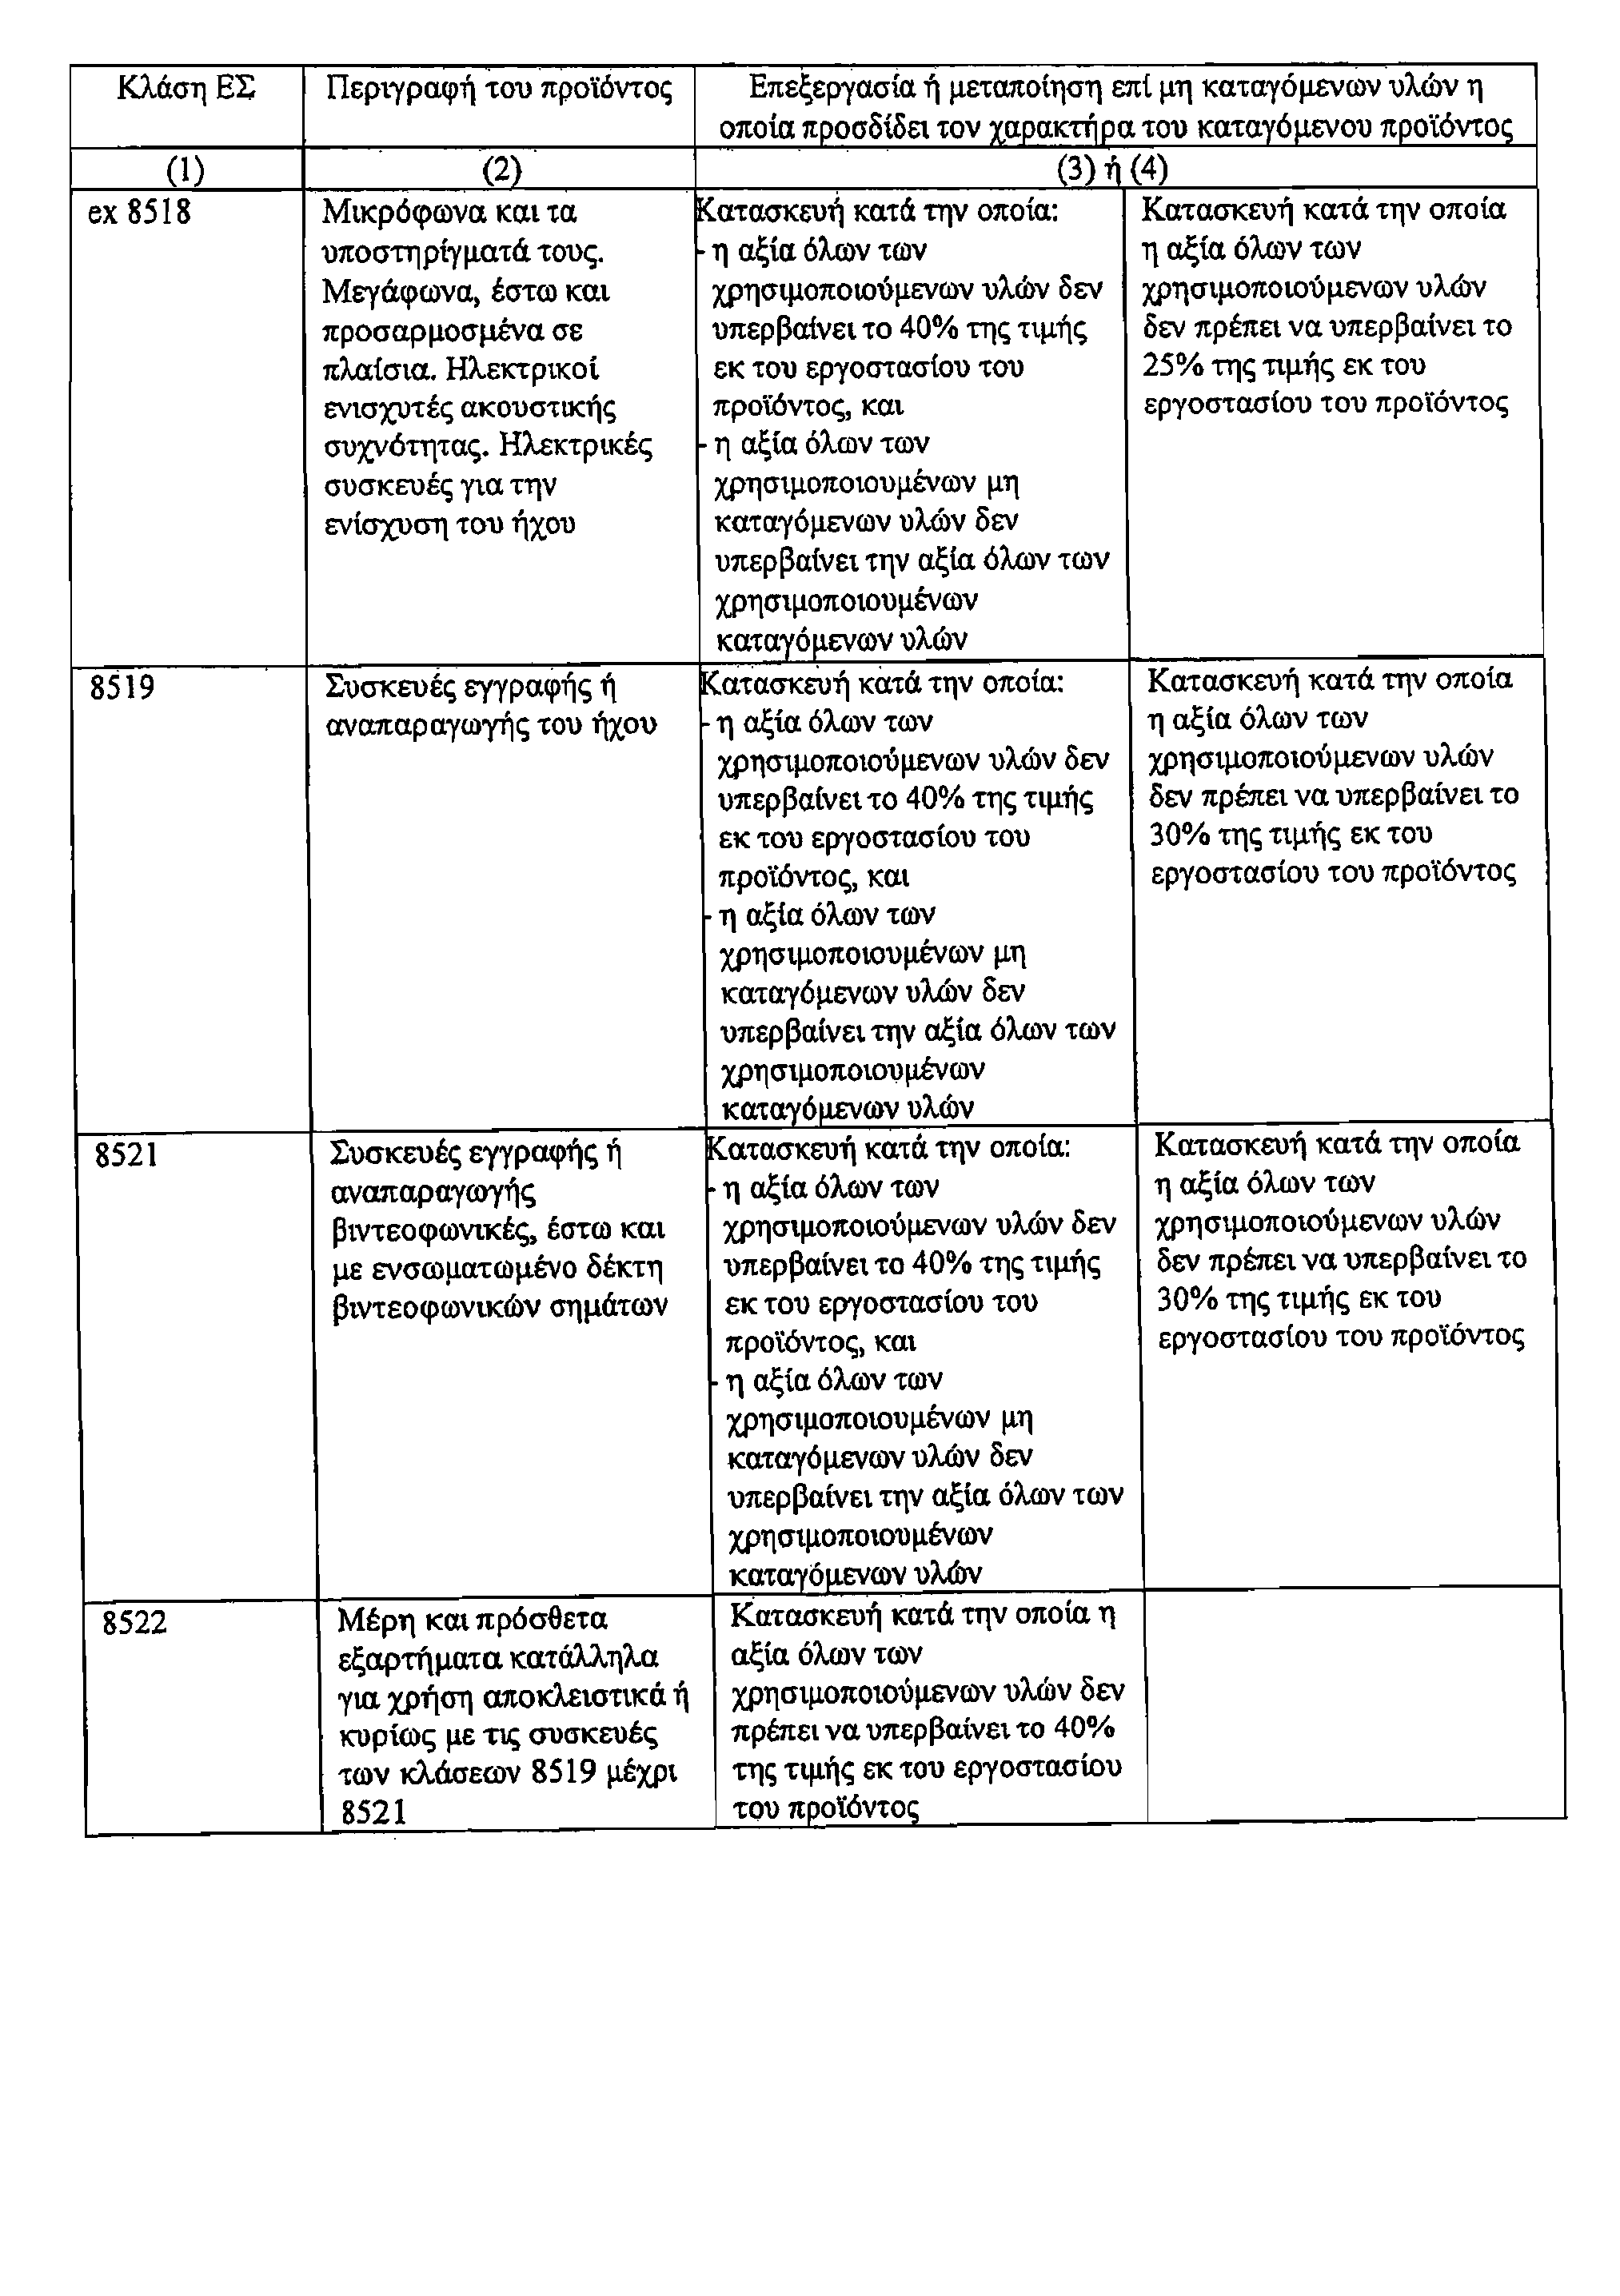 Κλάση ΕΣ
Περιγραφή του προϊόντος
Επεξεργασία ή μεταποίηση επί μη καταγόμενων υλών η
οποία προσδίδει τον χαρακτήρα του καταγόμενου προϊόντος
(1)
(2)
(3) ή (4)
ex 8518
Μικρόφωνα και τα
υποστηρίγματά τους.
Μεγάφωνα, έστω και
προσαρμοσμένα σε
πλαίσια. Ηλεκτρικοί
ενισχυτές ακουστικής
συχνότητας. Ηλεκτρικές
συσκευές για την
ενίσχυση του ήχου
Κατασκευή κατά την οποία:
- η αξία όλων των
χρησιμοποιούμενων υλών δεν
υπερβαίνει το 40% της τιμής
εκ του εργοστασίου του
προϊόντος, και
- η αξία όλων των
χρησιμοποιουμένων μη
καταγόμενων υλών δεν
υπερβαίνει την αξία όλων των
χρησιμοποιουμένων
καταγόμενων υλών
Κατασκευή κατά την οποία
η αξία όλων των
χρησιμοποιούμενων υλών
δεν πρέπει να υπερβαίνει το
25% της τιμής εκ του
εργοστασίου του προϊόντος
8519
Συσκευές εγγραφής ή
αναπαραγωγής του ήχου
Κατασκευή κατά την οποία:
- η αξία όλων των
χρησιμοποιούμενων υλών δεν
υπερβαίνει το 40% της τιμής
εκ του εργοστασίου του
προϊόντος, και
- η αξία όλων των
χρησιμοποιουμένων μη
καταγόμενων υλών δεν
υπερβαίνει την αξία όλων των
χρησιμοποιουμένων
καταγόμενων υλών
Κατασκευή κατά την οποία
η αξία όλων των
χρησιμοποιούμενων υλών
δεν πρέπει να υπερβαίνει το
30% της τιμής εκ του
εργοστασίου του προϊόντος
8521
Συσκευές εγγραφής ή
αναπαραγωγής
βιντεοφωνικές, έστω και
με ενσωματωμένο δέκτη
βιντεοφωνικών σημάτων
Κατασκευή κατά την οποία:
- η αξία όλων των
χρησιμοποιούμενων υλών δεν
υπερβαίνει το 40% της τιμής
εκ του εργοστασίου του
προϊόντος, και
- η αξία όλων των
χρησιμοποιουμένων μη
καταγόμενων υλών δεν
υπερβαίνει την αξία όλων των
χρησιμοποιουμένων
καταγόμενων υλών
Κατασκευή κατά την οποία
η αξία όλων των
χρησιμοποιούμενων υλών
δεν πρέπει να υπερβαίνει το
30% της τιμής εκ του
εργοστασίου του προϊόντος
8522
Μέρη και πρόσθετα
εξαρτήματα κατάλληλα
για χρήση αποκλειστικά ή
κυρίως με τις συσκευές
των κλάσεων 8519 μέχρι
8521
Κατασκευή κατά την οποία η
αξία όλων των
χρησιμοποιούμενων υλών δεν
πρέπει να υπερβαίνει το 40%
της τιμής εκ του εργοστασίου
του προϊόντος